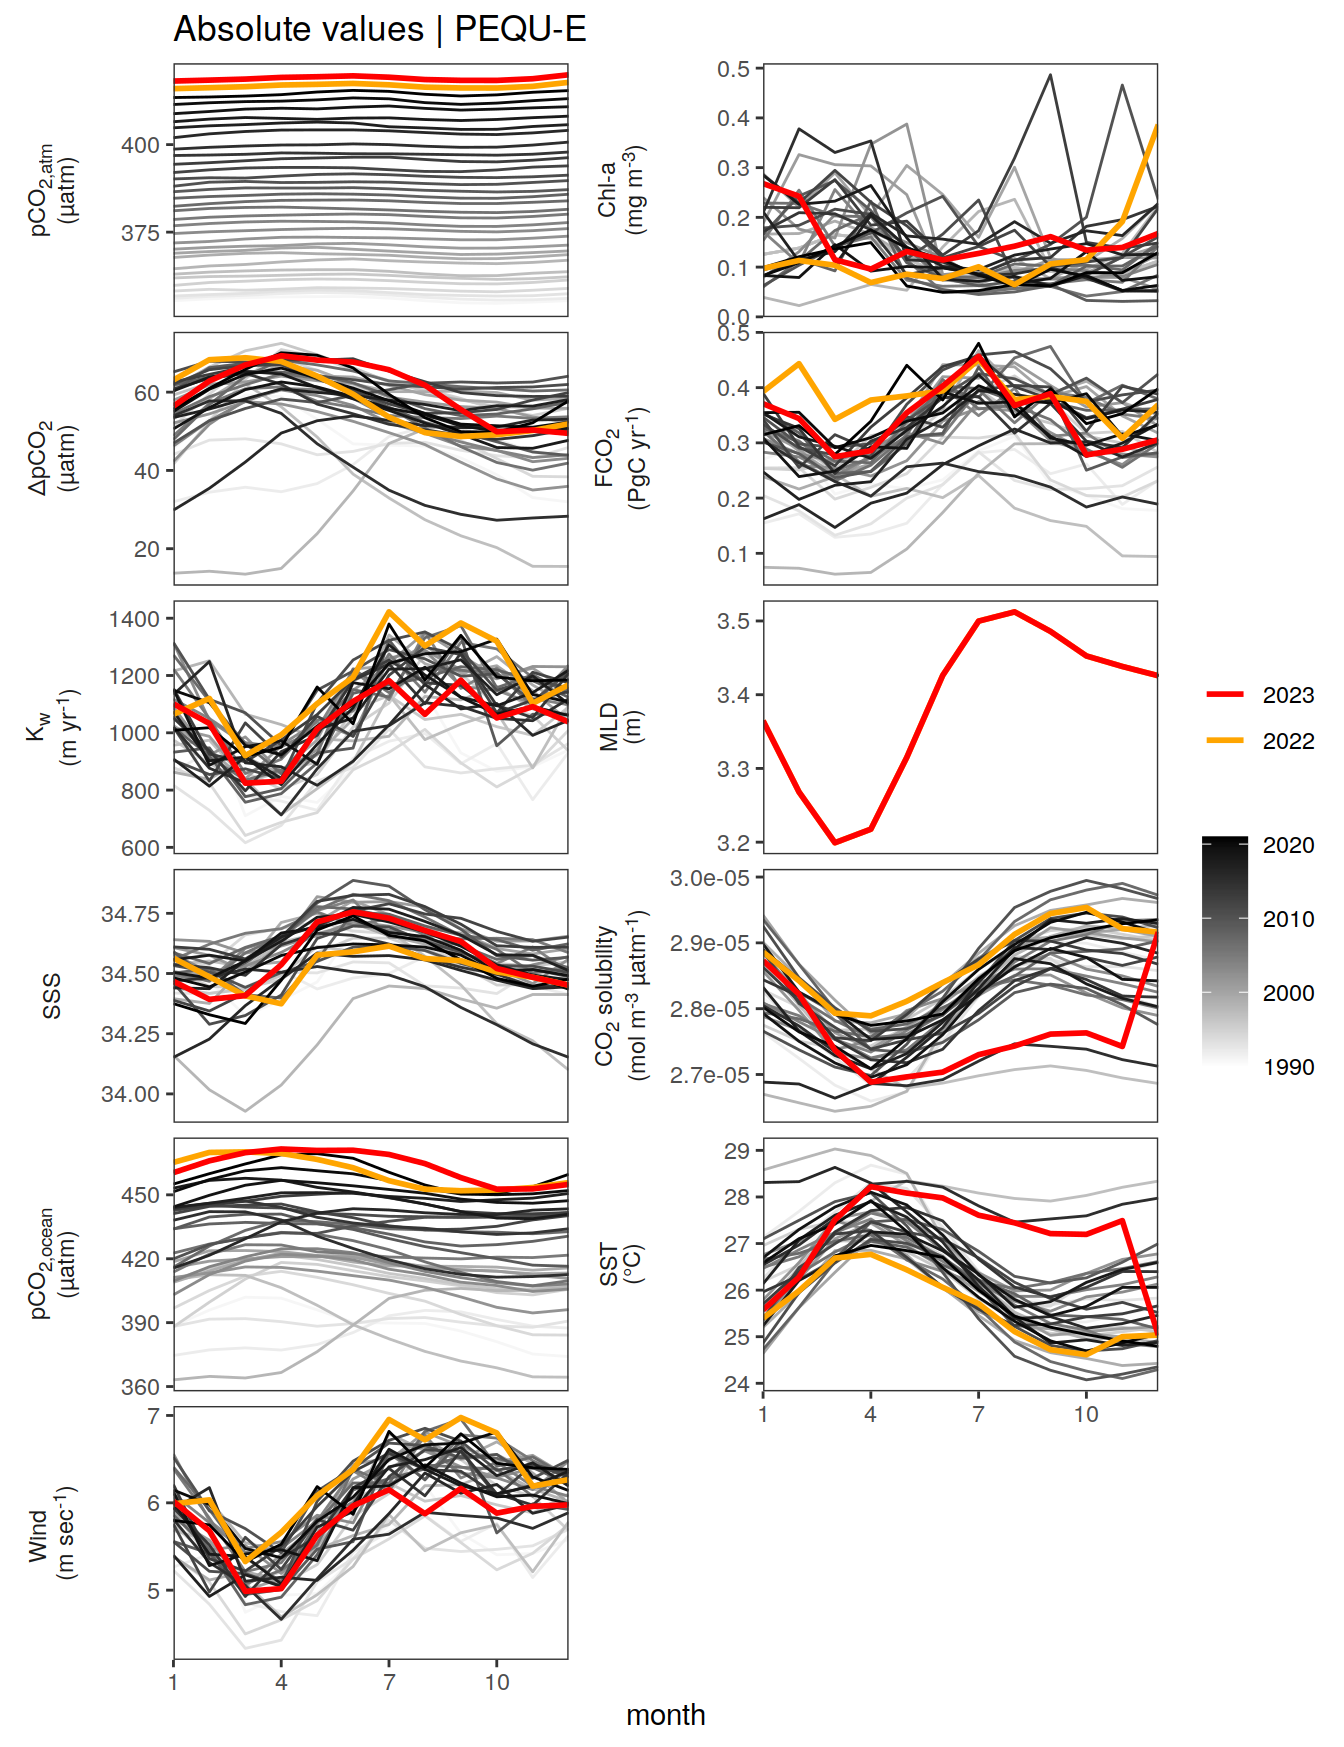 Absolute values | PEQU-E
pCO2,atm
(µatm)
400
375
Chl-a
(mg m-3)
0.5
0.4
0.3
0.2
0.1
0.0
ΔpCO2
(µatm)
60
40
20
FCO2
(PgC yr-1)
0.5
0.4
0.3
0.2
0.1
Kw
(m yr-1)
1400
1200
1000
800
600
MLD
(m)
3.5
3.4
3.3
3.2
SSS
34.75
34.50
34.25
34.00
CO2 solubility
(mol m-3 µatm-1)
3.0e-05
2.9e-05
2.8e-05
2.7e-05
pCO2,ocean
(µatm)
450
420
390
360
SST
(°C)
29
28
27
26
25
24
1 4 7 10
Wind
(m sec-1)
7
6
5
1 4 7 10
month
2023
2022
2020
2010
2000
1990